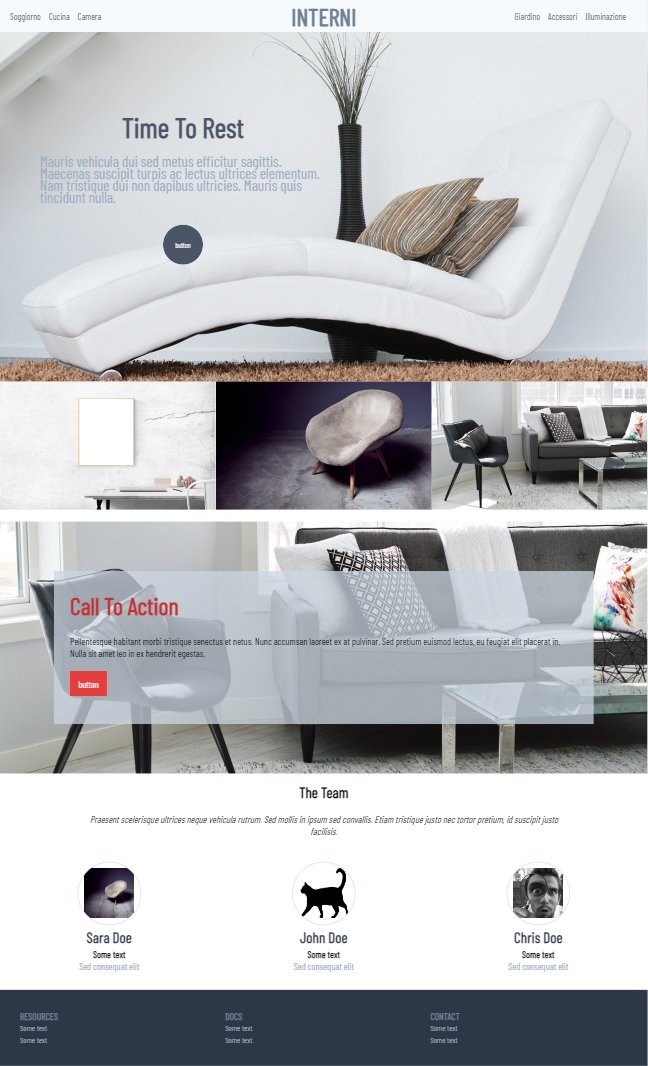 Soggiorno Cucina Camera INTERNI Giardino Accessori Illuminazione
Time To Rest
Mauris vehicula dui sed metus efficitur sagittis.
Maecenas suscipit turpis ac lectus ultrices elementum.
Nam tristique dui non dapibus ultricies. Mauris quis
tincidunt nulla.
button
Call To Action
Pellentesque habitant morbi tristique senectus et netus. Nunc accumsan laoreet ex at pulvinar. Sed pretium euismod lectus, eu feugiat elit placerat in.
Nulla sit amet leo in ex hendrerit egestas.
button
The Team
Praesent scelerisque ultrices neque vehicula rutrum. Sed mollis in ipsum sed convallis. Etiam tristique justo nec tortor pretium, id suscipit justo
facilisis.
Sara Doe
Some text
Sed consequat elit
John Doe
Some text
Sed consequat elit
Chris Doe
Some text
Sed consequat elit
RESOURCES
Some text
Some text
DOCS
Some text
Some text
CONTACT
Some text
Some text